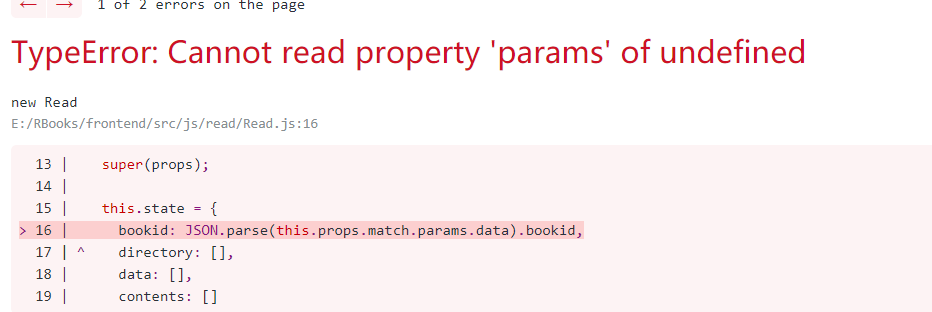 ← → 1 of 2 errors on the page
TypeError: Cannot read property 'params' of undefined
new Read
E:/RBooks/frontend/src/js/read/Read.js:16
13 | super(props);
14 |
15 | this.state = {
> 16 | bookid: JSON.parse(this.props.match.params.data).bookid,
17 | ^ directory: [],
18 | data: [],
19 | contents: []